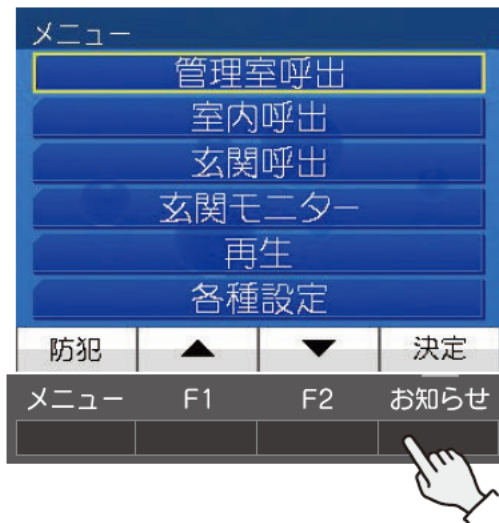 メニュー
管理室呼出
室内呼出
玄関呼出
玄関モニター
再生
各種設定
防犯 ▲ ▼ 決定
メニュー F1 F2 お知らせ